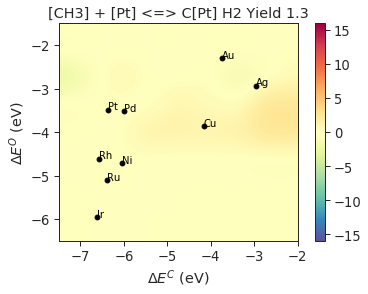 [CH3] + [Pt] <=> C[Pt] H2 Yield 1.3
Au
Ag
Pt
Pd
Cu
Rh
Ni
Ru
Ir
−2
−3
−4
−5
−6
ΔE^O (eV)
−7
−6
−5
−4
−3
−2
ΔE^C (eV)
15
10
5
0
−5
−10
−15